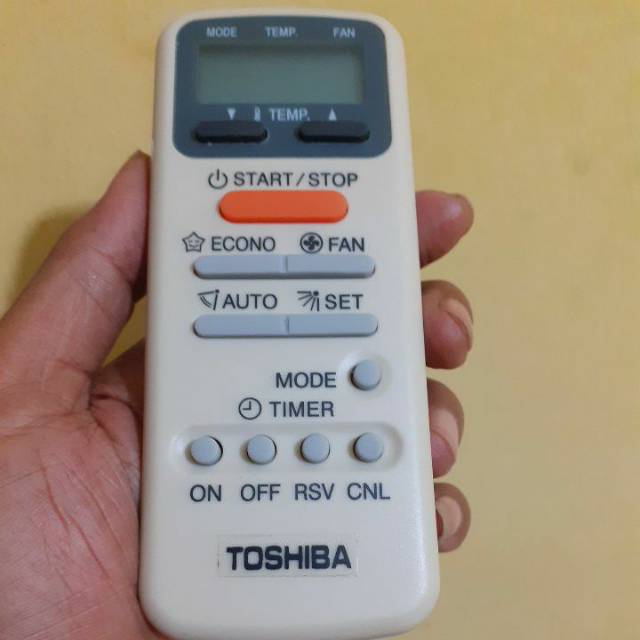 MODE TEMP. FAN
TEMP.
START/STOP
ECONO FAN
AUTO SET
MODE
TIMER
ON OFF RSV CNL
TOSHIBA